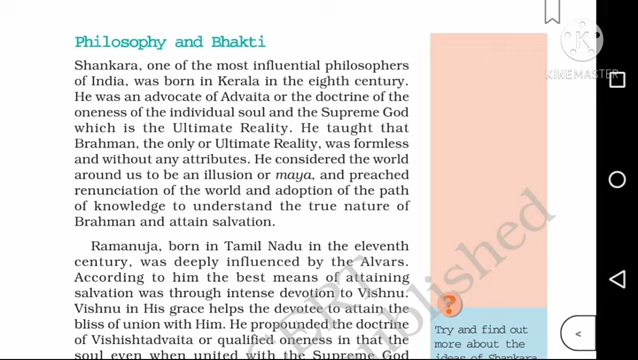 KINEMASTER
Philosophy and Bhakti
Shankara, one of the most influential philosophers
of India, was born in Kerala in the eighth century.
He was an advocate of Advaita or the doctrine of the
oneness of the individual soul and the Supreme God
which is the Ultimate Reality. He taught that
Brahman, the only or Ultimate Reality, was formless
and without any attributes. He considered the world
around us to be an illusion or maya, and preached
renunciation of the world and adoption of the path
of knowledge to understand the true nature of
Brahman and attain salvation.
Ramanuja, born in Tamil Nadu in the eleventh
century, was deeply influenced by the Alvars.
According to him the best means of attaining
salvation was through intense devotion to Vishnu.
Vishnu in His grace helps the devotee to attain the
bliss of union with Him. He propounded the doctrine
of Vishishtadvaita or qualified oneness in that the
soul even when united with the Supreme God
?
Try and find out
more about the
ideas of Shankara